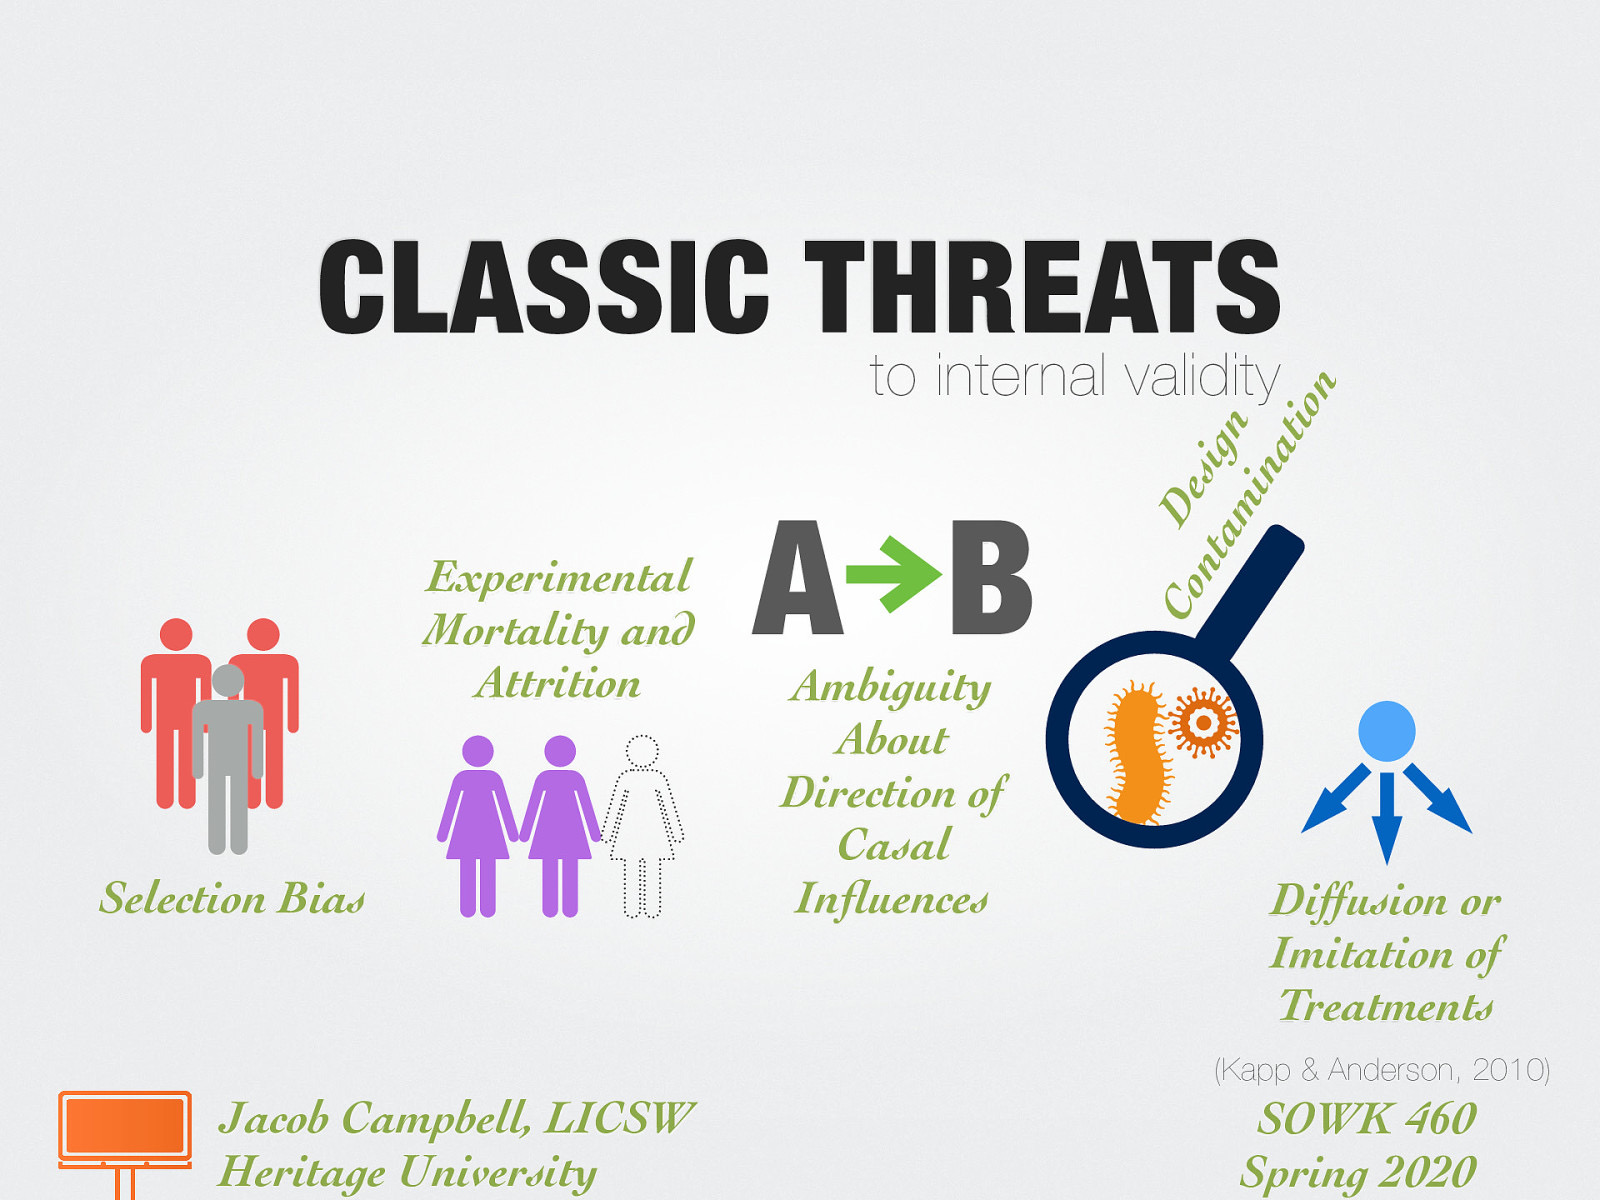 CLASSIC THREATS
to internal validity
Selection Bias
Experimental
Mortality and
Attrition
A B
Ambiguity
About
Direction of
Casal
Influences
Design
Contamination
Diffusion or
Imitation of
Treatments
(Kapp & Anderson, 2010)
Jacob Campbell, LICSW
Heritage University
SOWK 460
Spring 2020